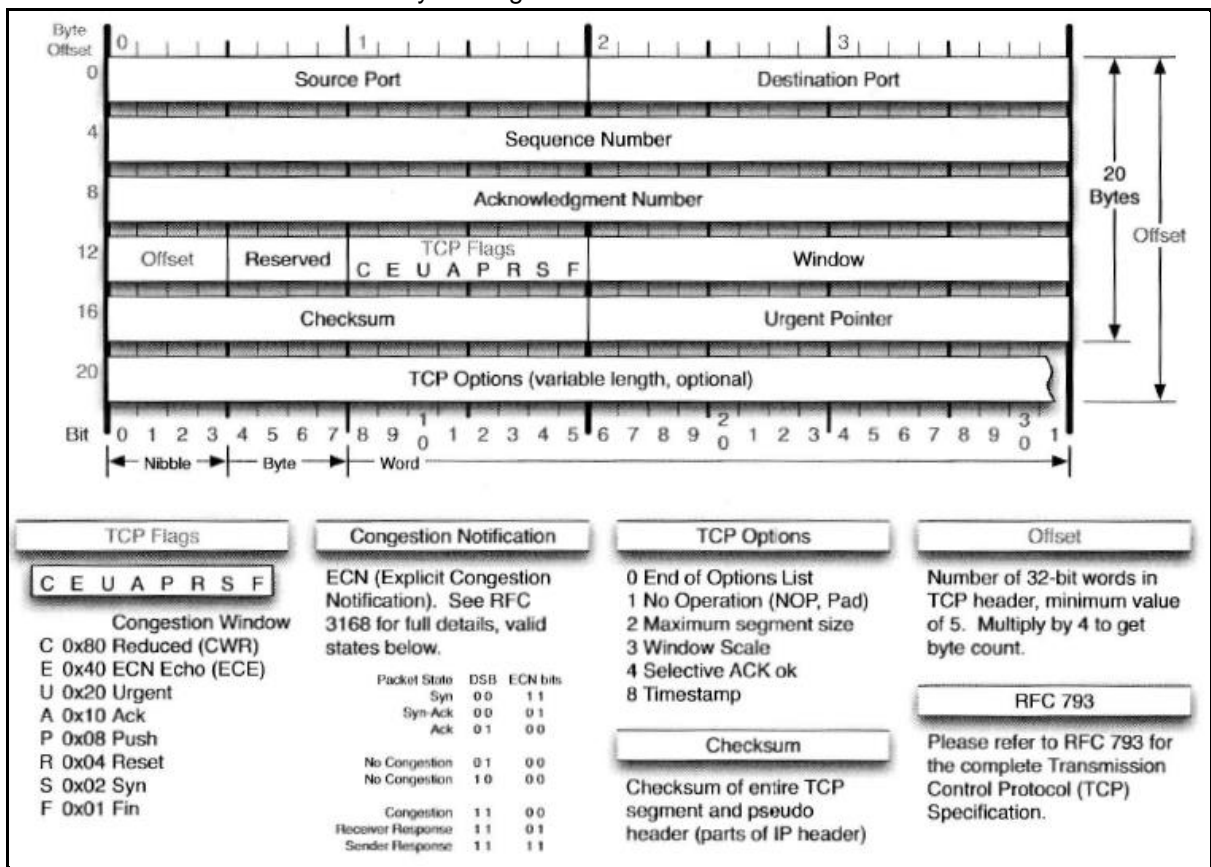 Byte
Offset
0 1 2 3
0 Source Port Destination Port
4 Sequence Number
8 Acknowledgment Number
20
Bytes
Offset
12 Offset Reserved TCP Flags Window
C E U A P R S F
16 Checksum Urgent Pointer
20 TCP Options (variable length, optional)
Bit 0 1 2 3 4 5 6 7 8 9 10 1 2 3 4 5 6 7 8 9 20 1 2 3 4 5 6 7 8 9 30 1
Nibble Byte Word
TCP Flags
C E U A P R S F
Congestion Window
C 0x80 Reduced (CWR)
E 0x40 ECN Echo (ECE)
U 0x20 Urgent
A 0x10 Ack
P 0x08 Push
R 0x04 Reset
S 0x02 Syn
F 0x01 Fin
Congestion Notification
ECN (Explicit Congestion
Notification). See RFC
3168 for full details, valid
states below.
Packet State DSB ECN bits
Syn 0 0 1 1
Syn-Ack 0 0 0 1
Ack 0 1 0 0
No Congestion 0 1 0 0
No Congestion 1 0 0 0
Congestion 1 1 0 0
Receiver Response 1 1 0 1
Sender Response 1 1 1 1
TCP Options
0 End of Options List
1 No Operation (NOP, Pad)
2 Maximum segment size
3 Window Scale
4 Selective ACK ok
8 Timestamp
Checksum
Checksum of entire TCP
segment and pseudo
header (parts of IP header)
Offset
Number of 32-bit words in
TCP header, minimum value
of 5. Multiply by 4 to get
byte count.
RFC 793
Please refer to RFC 793 for
the complete Transmission
Control Protocol (TCP)
Specification.